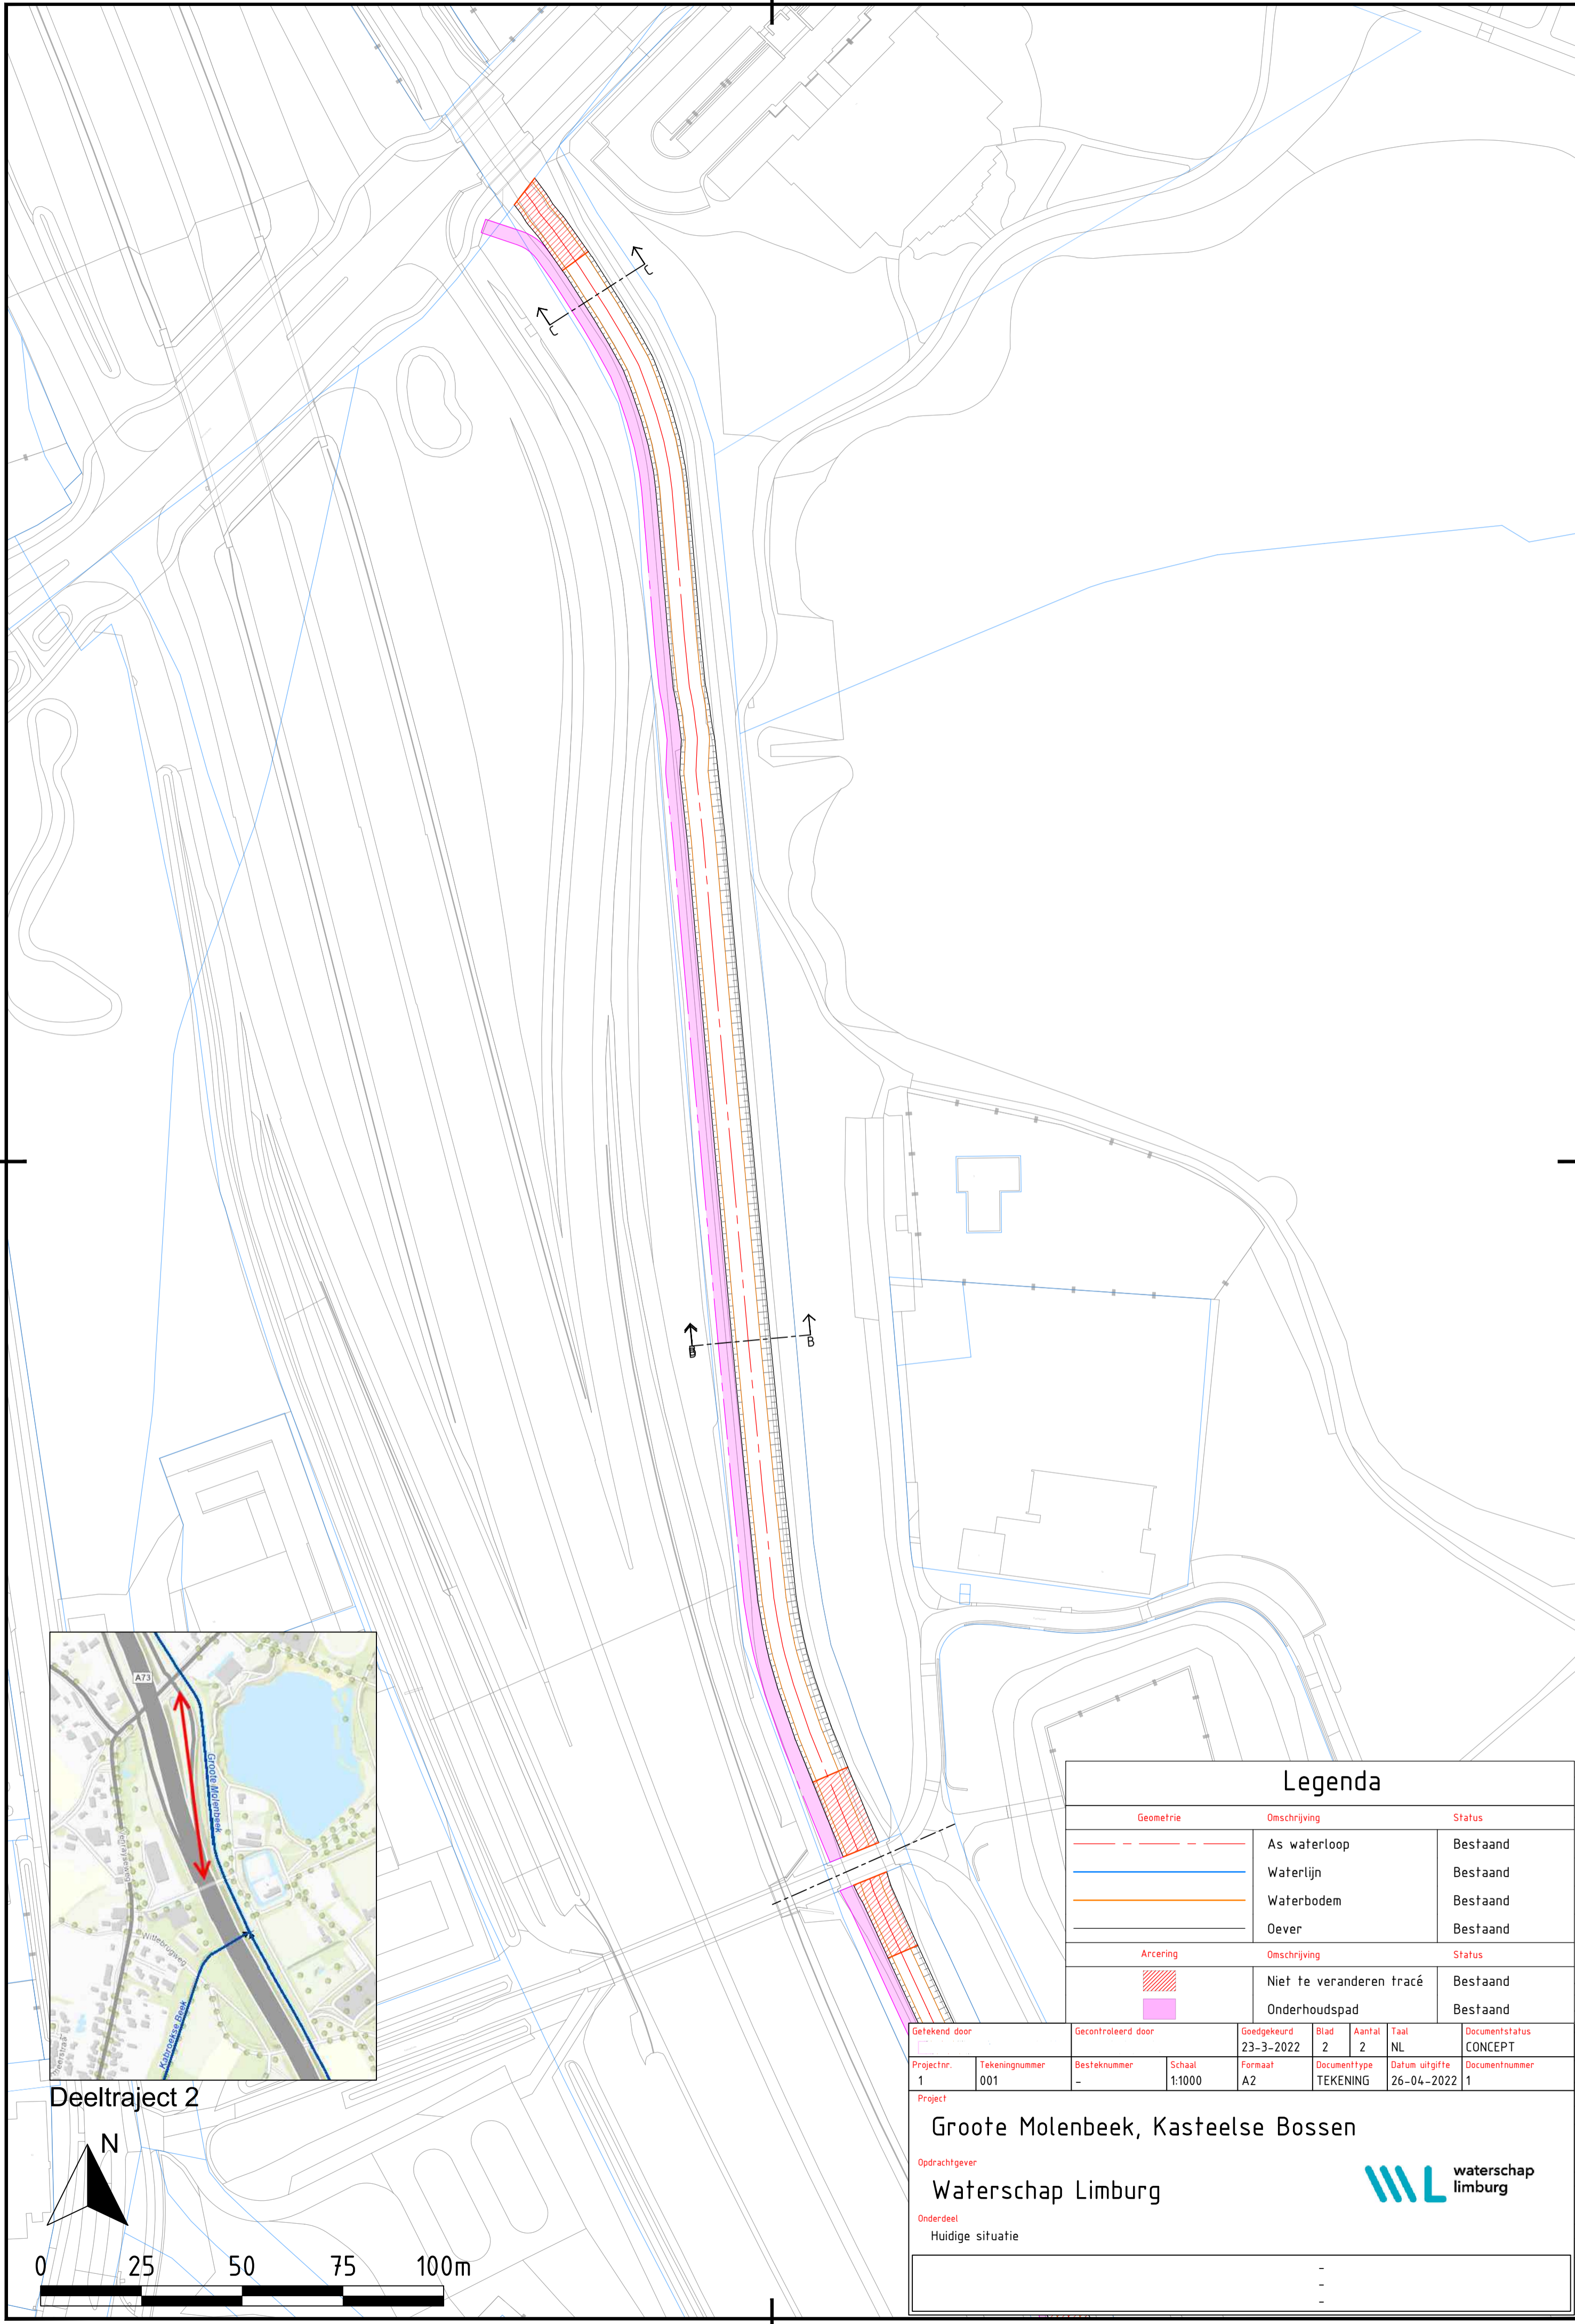 C
C
B
B
A73
Groote Molenbeek
Venrayseweg
Wittebrugweg
Kabroekse Beek
Deeltraject 2
N
0 25 50 75 100m
Legenda
Geometrie Omschrijving Status
As waterloop Bestaand
Waterlijn Bestaand
Waterbodem Bestaand
Oever Bestaand
Arcering Omschrijving Status
Niet te veranderen tracé Bestaand
Onderhoudspad Bestaand
Getekend door Gecontroleerd door Goedgekeurd Blad Aantal Taal Documentstatus
23-3-2022 2 2 NL CONCEPT
Projectnr. Tekeningnummer Besteknummer Schaal Formaat Documenttype Datum uitgifte Documentnummer
1 001 - 1:1000 A2 TEKENING 26-04-2022 1
Project
Groote Molenbeek, Kasteelse Bossen
Opdrachtgever
Waterschap Limburg
waterschap
limburg
Onderdeel
Huidige situatie
-
-
-